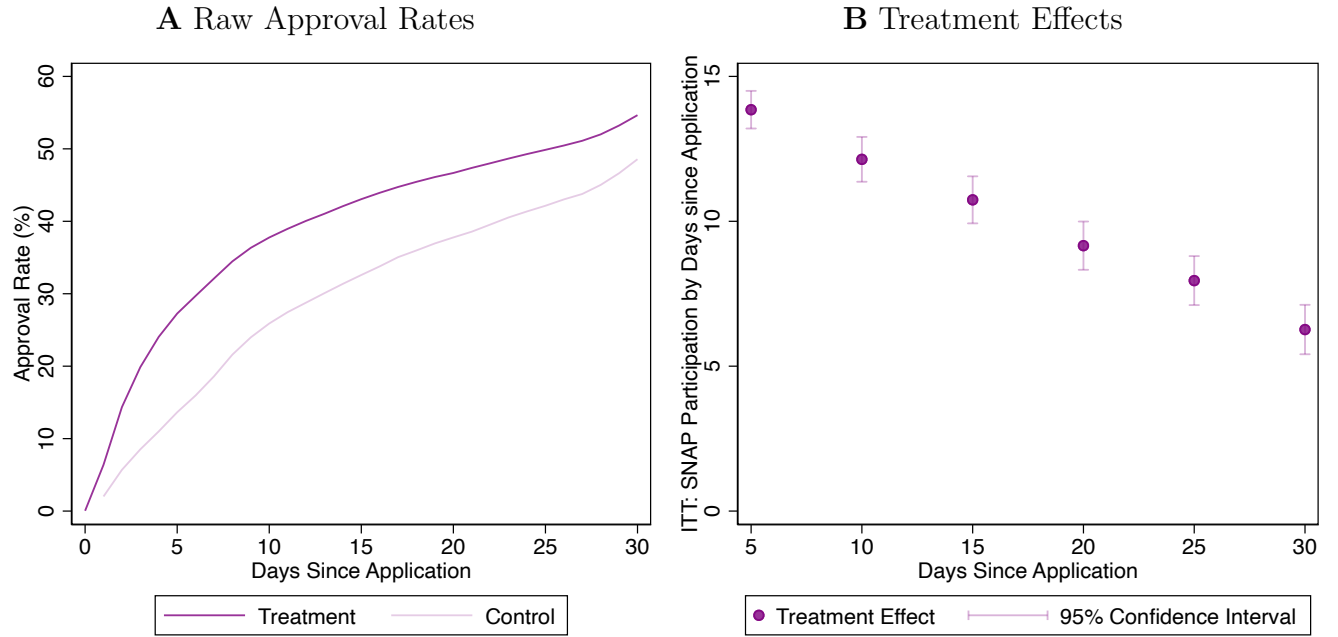 A Raw Approval Rates
Approval Rate (%)
60
50
40
30
20
10
0
0 5 10 15 20 25 30
Days Since Application
Treatment Control
B Treatment Effects
ITT: SNAP Participation by Days since Application
15
10
5
0
5 10 15 20 25 30
Days Since Application
Treatment Effect 95% Confidence Interval